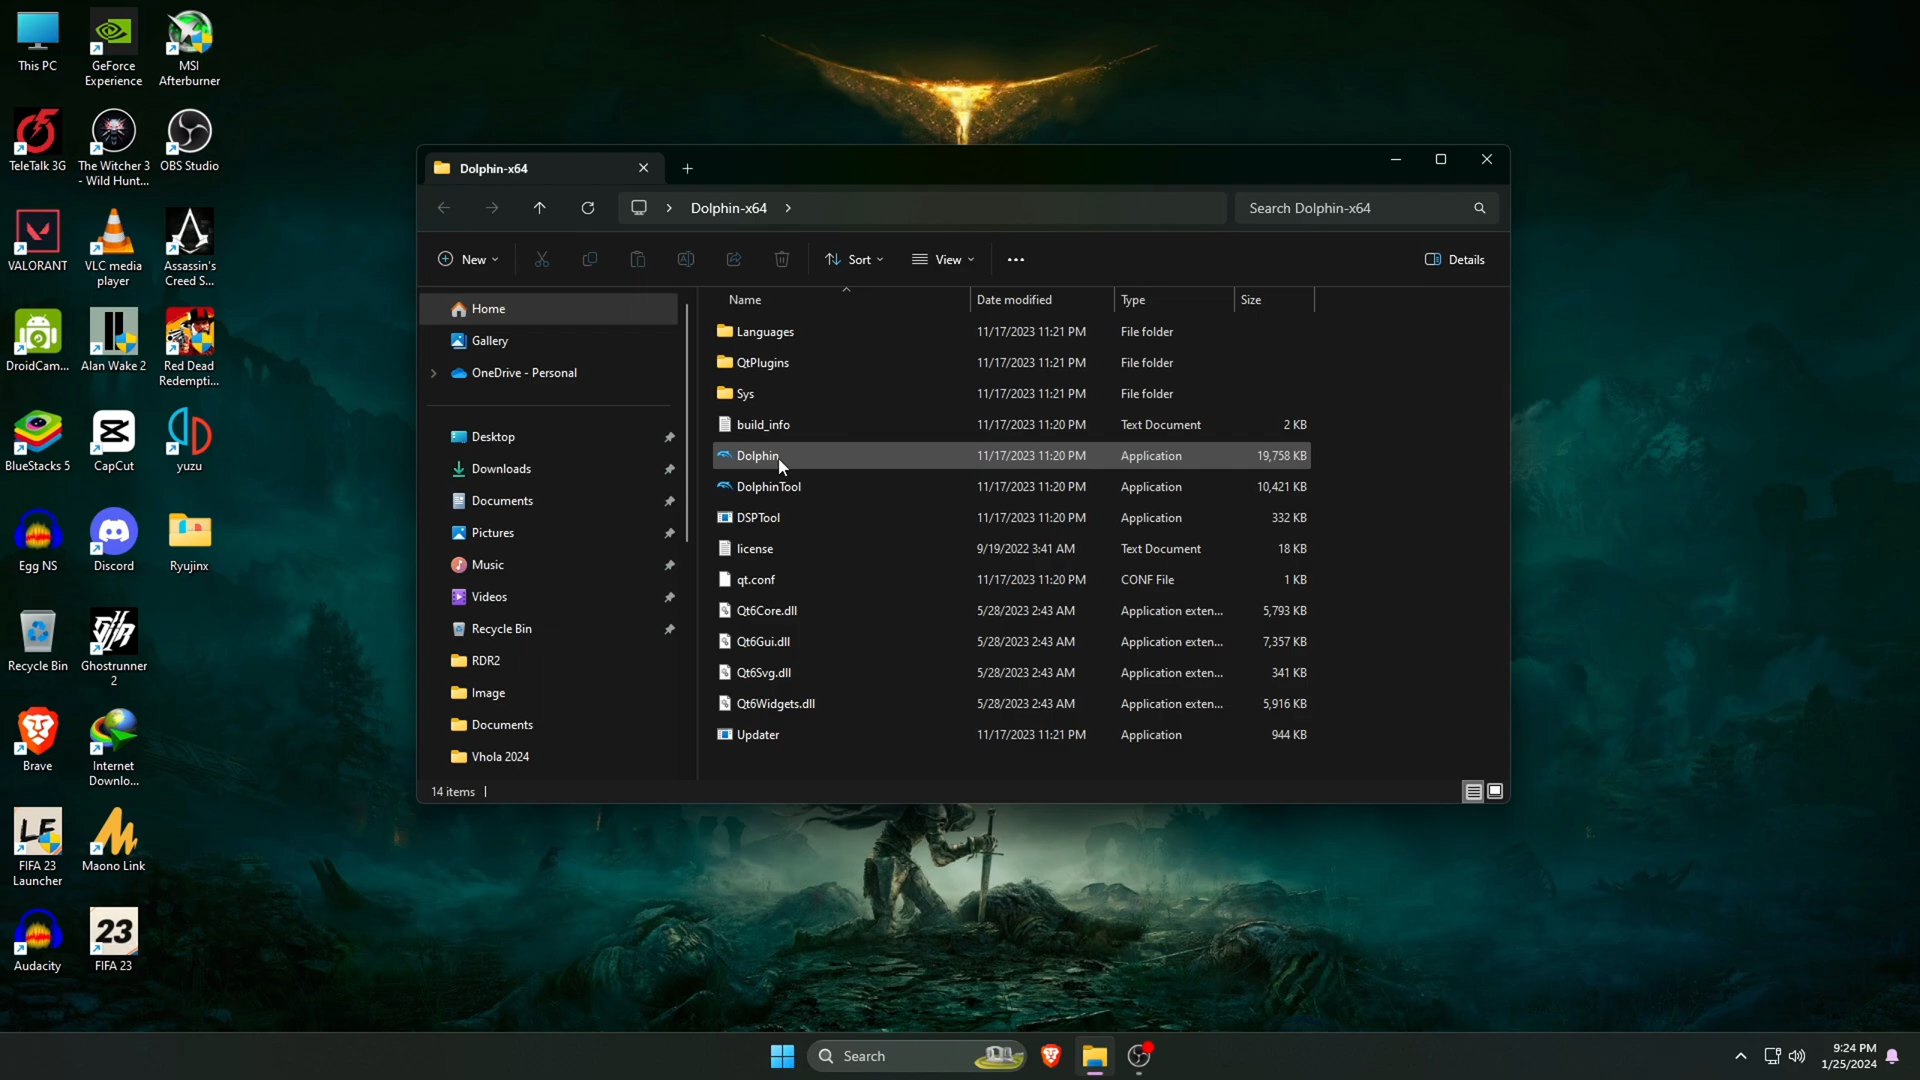 This PC
GeForce
Experience
MSI
Afterburner
TeleTalk 3G
The Witcher 3
- Wild Hunt...
OBS Studio
VALORANT
VLC media
player
Assassin's
Creed S...
DroidCam...
Alan Wake 2
Red Dead
Redempti...
BlueStacks 5
CapCut
yuzu
Egg NS
Discord
Ryujinx
Recycle Bin
Ghostrunner
2
Brave
Internet
Downlo...
LF
FIFA 23
Launcher
Maono Link
Audacity
23
FIFA 23
Dolphin-x64
Dolphin-x64
Search Dolphin-x64
New
Sort
View
Details
Home
Gallery
OneDrive - Personal
Desktop
Downloads
Documents
Pictures
Music
Videos
Recycle Bin
RDR2
Image
Documents
Vhola 2024
Name Date modified Type Size
Languages 11/17/2023 11:21 PM File folder
QtPlugins 11/17/2023 11:21 PM File folder
Sys 11/17/2023 11:21 PM File folder
build_info 11/17/2023 11:20 PM Text Document 2 KB
Dolphin 11/17/2023 11:20 PM Application 19,758 KB
DolphinTool 11/17/2023 11:20 PM Application 10,421 KB
DSPTool 11/17/2023 11:20 PM Application 332 KB
license 9/19/2022 3:41 AM Text Document 18 KB
qt.conf 11/17/2023 11:20 PM CONF File 1 KB
Qt6Core.dll 5/28/2023 2:43 AM Application exten... 5,793 KB
Qt6Gui.dll 5/28/2023 2:43 AM Application exten... 7,357 KB
Qt6Svg.dll 5/28/2023 2:43 AM Application exten... 341 KB
Qt6Widgets.dll 5/28/2023 2:43 AM Application exten... 5,916 KB
Updater 11/17/2023 11:21 PM Application 944 KB
14 items
Search
9:24 PM
1/25/2024